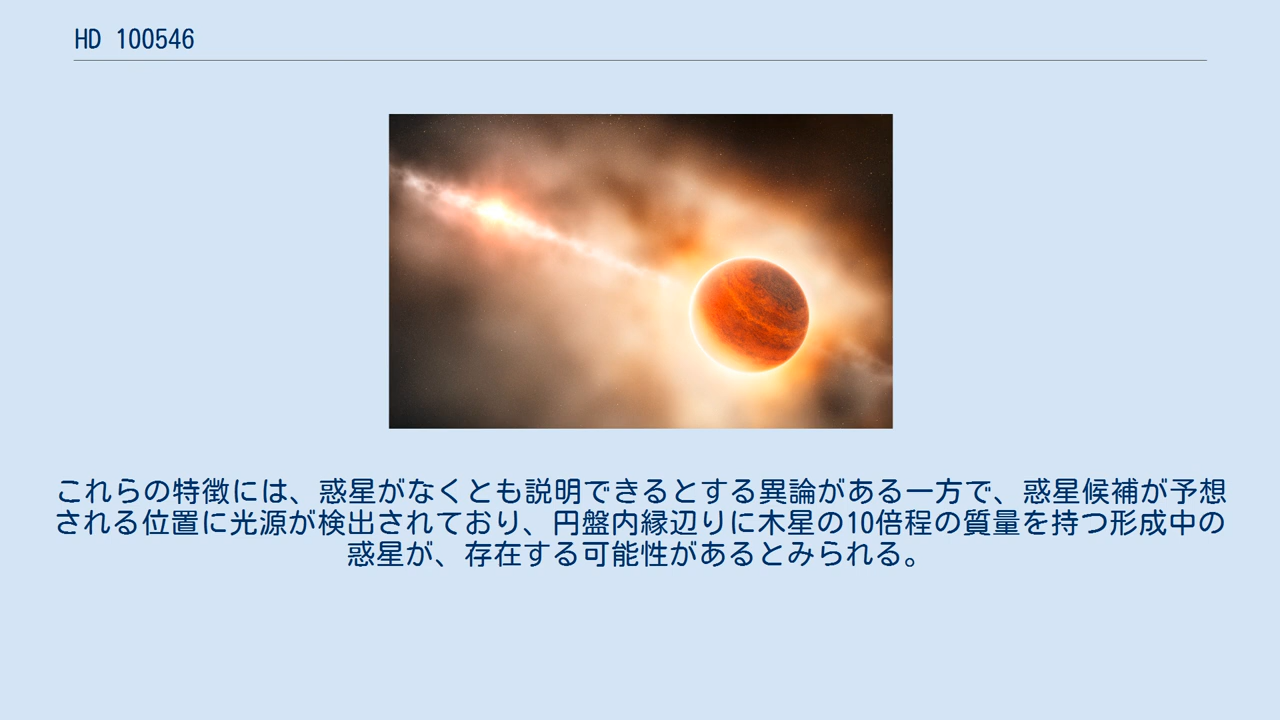 HD 100546
これらの特徴には、惑星がなくとも説明できるとする異論がある一方で、惑星候補が予想
される位置に光源が検出されており、円盤内縁辺りに木星の10倍程の質量を持つ形成中の
惑星が、存在する可能性があるとみられる。